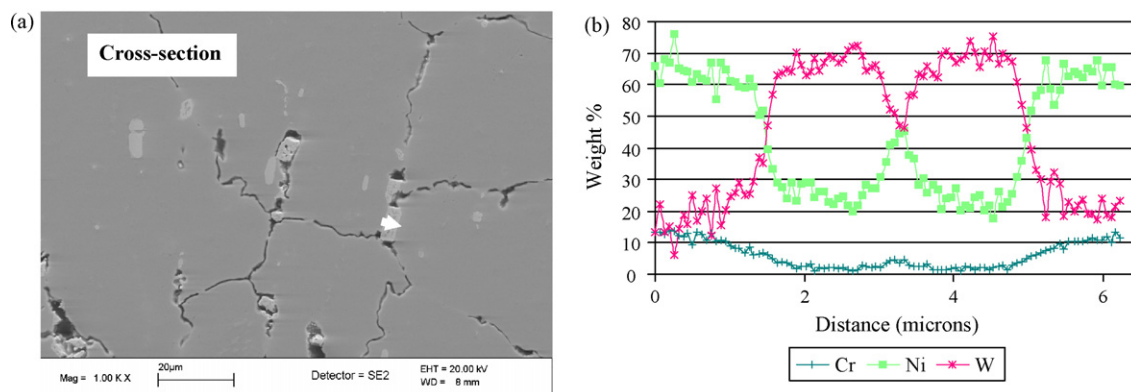 (a)
Cross-section
Mag = 1.00 K X
20µm
Detector = SE2
EHT = 20.00 kV
WD = 8 mm
(b)
Weight %
80
70
60
50
40
30
20
10
0
0
2
4
6
Distance (microns)
Cr
Ni
W